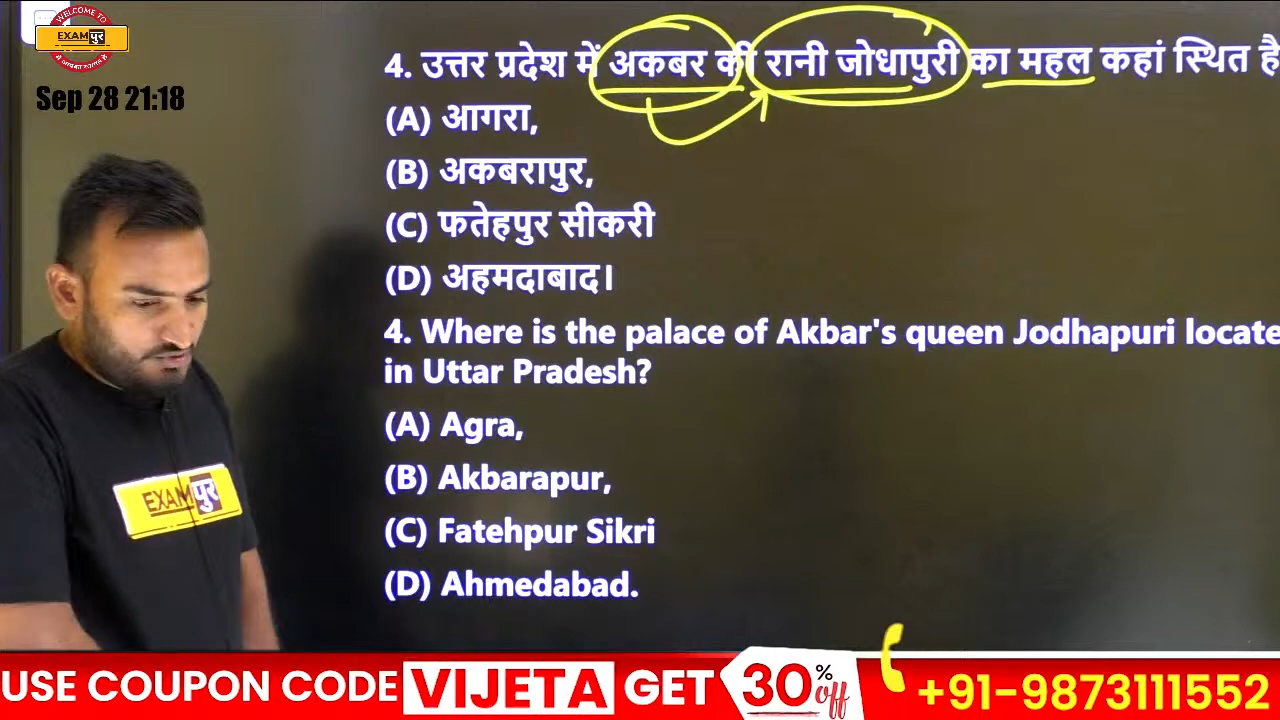 WELCOME TO
EXAMपुर
Sep 28 21:18
4. उत्तर प्रदेश में अकबर की रानी जोधापुरी का महल कहां स्थित है
(A) आगरा,
(B) अकबरापुर,
(C) फतेहपुर सीकरी
(D) अहमदाबाद।
4. Where is the palace of Akbar's queen Jodhapuri locate
in Uttar Pradesh?
(A) Agra,
(B) Akbarapur,
(C) Fatehpur Sikri
(D) Ahmedabad.
EXAMपुर
USE COUPON CODE VIJETA GET 30% off +91-9873111552